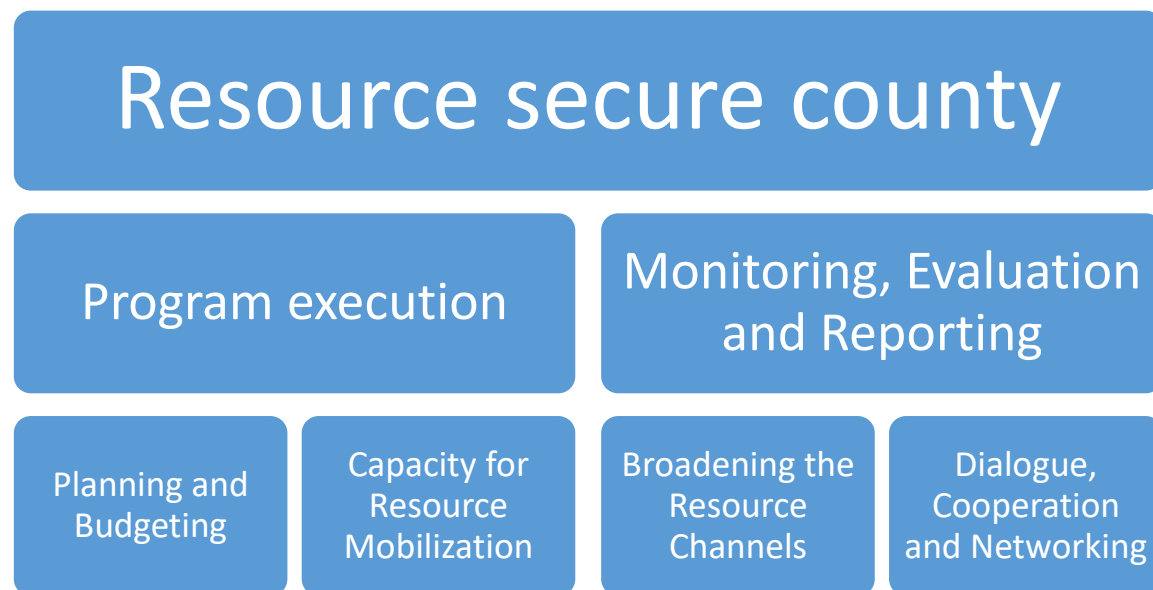 Resource secure county
Program execution
Monitoring, Evaluation
and Reporting
Planning and
Budgeting
Capacity for
Resource
Mobilization
Broadening the
Resource
Channels
Dialogue,
Cooperation
and Networking